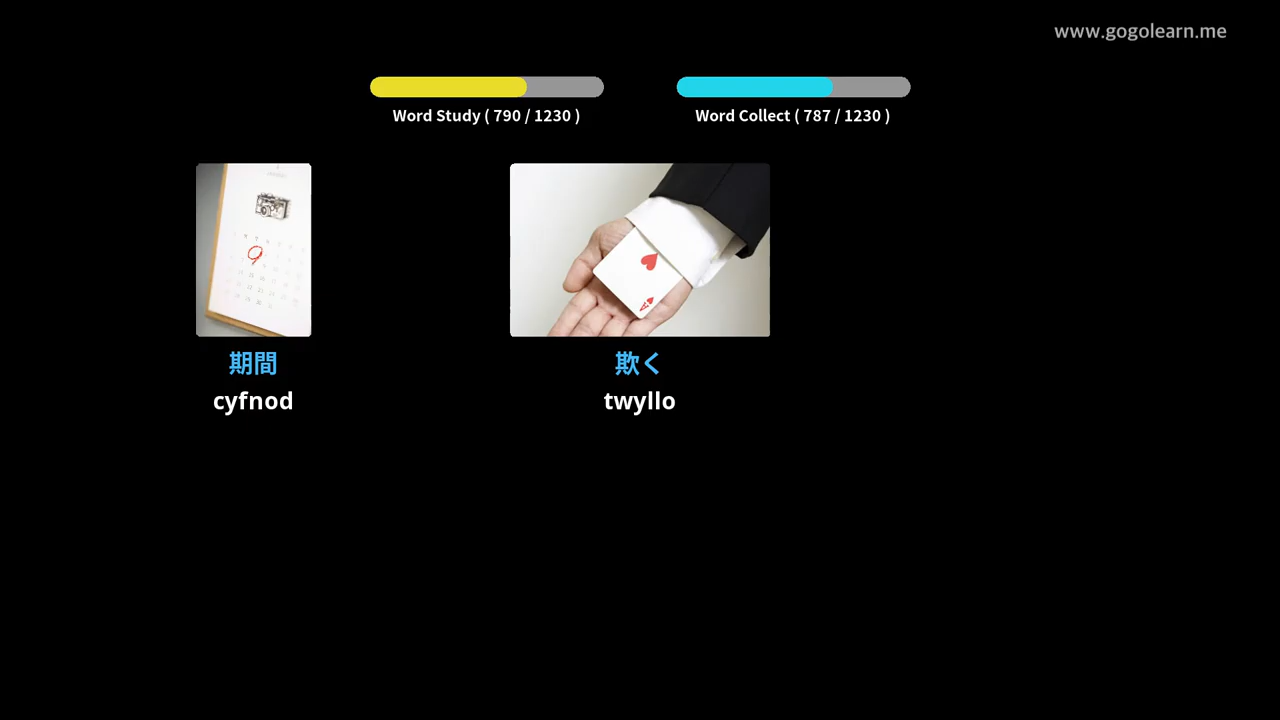 www.gogolearn.me
Word Study ( 790 / 1230 )
Word Collect ( 787 / 1230 )
期間
cyfnod
欺く
twyllo